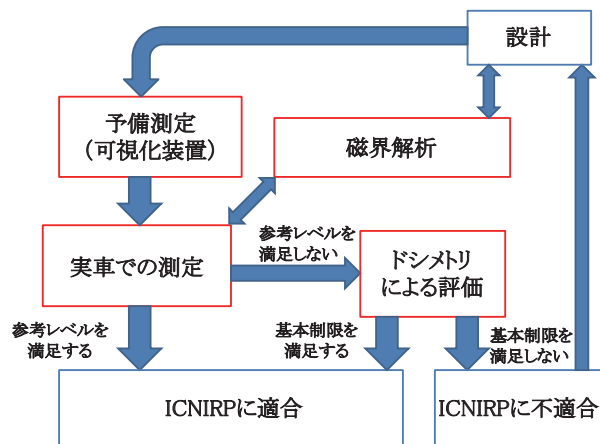 設計
予備測定
（可視化装置）
磁界解析
実車での測定
参考レベルを
満足しない
ドシメトリ
による評価
参考レベルを
満足する
基本制限を
満足する
基本制限を
満足しない
ICNIRPに適合
ICNIRPに不適合